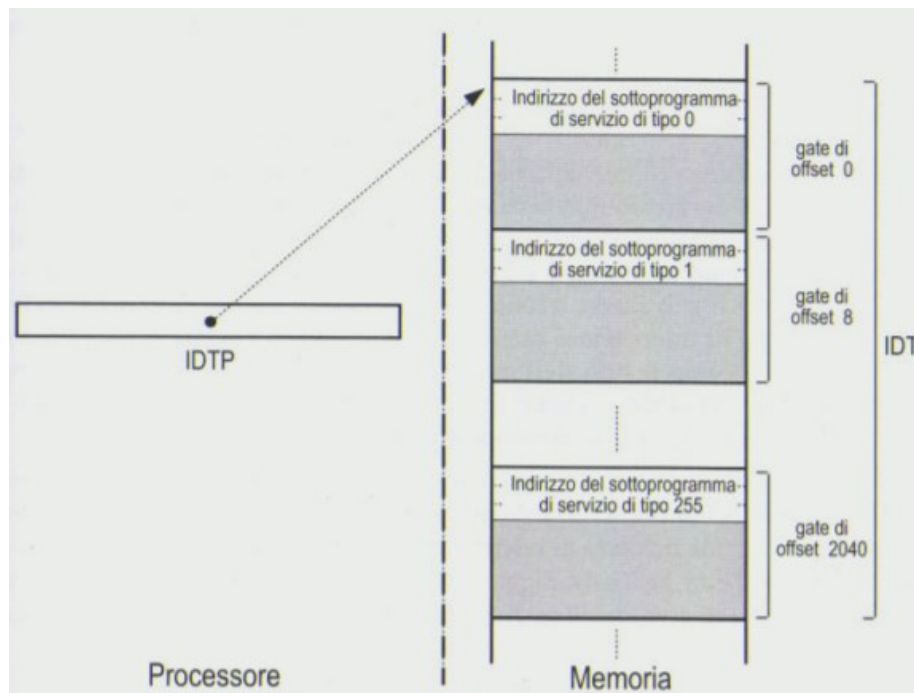 Indirizzo del sottoprogramma
di servizio di tipo 0
gate di
offset 0
Indirizzo del sottoprogramma
di servizio di tipo 1
gate di
offset 8
IDTP
IDT
Indirizzo del sottoprogramma
di servizio di tipo 255
gate di
offset 2040
Processore
Memoria